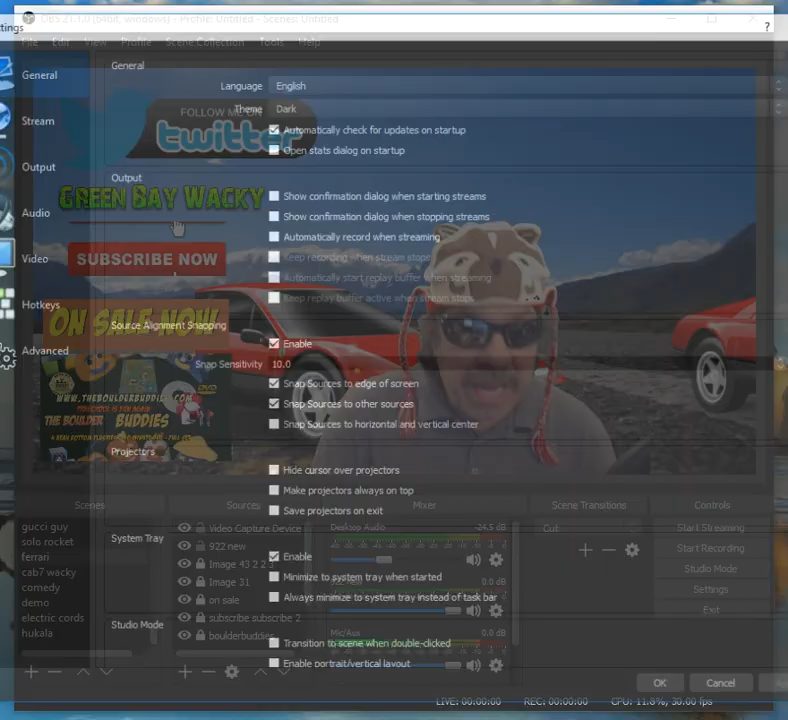 OBS 21.1.0 (64bit, windows) - Profile: Untitled - Scenes: Untitled
ttings
?
File Edit View Profile Scene Collection Tools Help
General
Stream
Output
Audio
Video
Hotkeys
Advanced
General
Language English
Theme Dark
Automatically check for updates on startup
Open stats dialog on startup
Output
Show confirmation dialog when starting streams
Show confirmation dialog when stopping streams
Automatically record when streaming
Keep recording when stream stops
Automatically start replay buffer when streaming
Keep replay buffer active when stream stops
Source Alignment Snapping
Enable
Snap Sensitivity 10.0
Snap Sources to edge of screen
Snap Sources to other sources
Snap Sources to horizontal and vertical center
Projectors
Hide cursor over projectors
Make projectors always on top
Save projectors on exit
System Tray
Enable
Minimize to system tray when started
Always minimize to system tray instead of task bar
Studio Mode
Transition to scene when double-clicked
Enable portrait/vertical layout
OK Cancel
FOLLOW ME ON
twitter
GREEN BAY WACKY
SUBSCRIBE NOW
ON SALE NOW
DVD
WWW.THEBOULDERBUDDIES.COM
THE BOULDER BUDDIES
Scenes
gucci guy
solo rocket
ferrari
cab7 wacky
comedy
demo
electric cords
hukala
Sources
Video Capture Device
922 new
Image 43 2 2 3
Image 31
on sale
subscribe subscribe 2
boulderbuddies
Mixer
Desktop Audio -24.5 dB
0.0 dB
Mic/Aux 0.0 dB
Scene Transitions
Cut
Controls
Start Streaming
Start Recording
Studio Mode
Settings
Exit
LIVE: 00:00:00 REC: 00:00:00 CPU: 11.8%, 30.00 fps